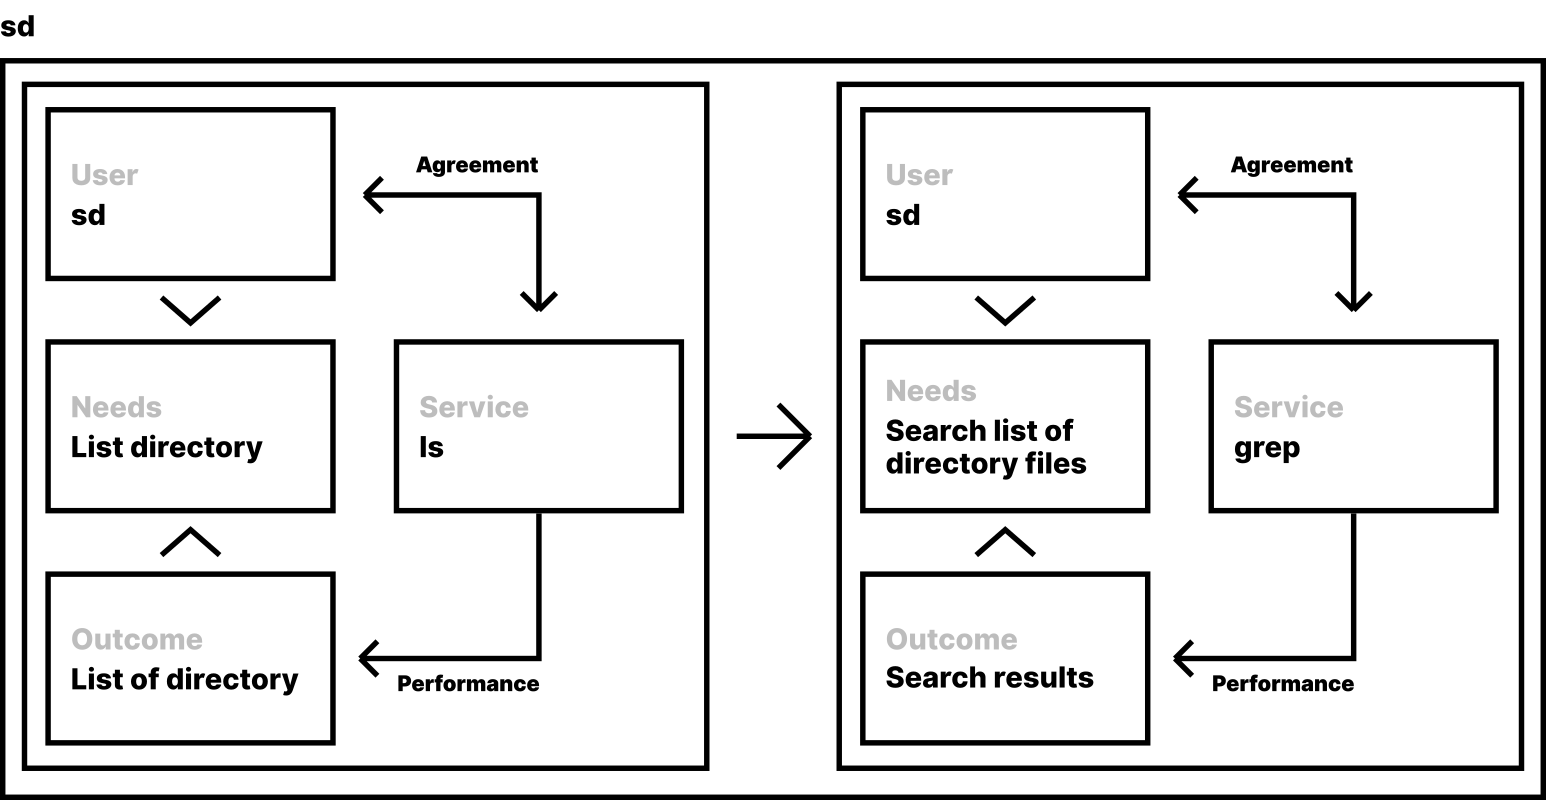 sd
User
sd
Agreement
Needs
List directory
Service
ls
Outcome
List of directory
Performance
User
sd
Agreement
Needs
Search list of
directory files
Service
grep
Outcome
Search results
Performance